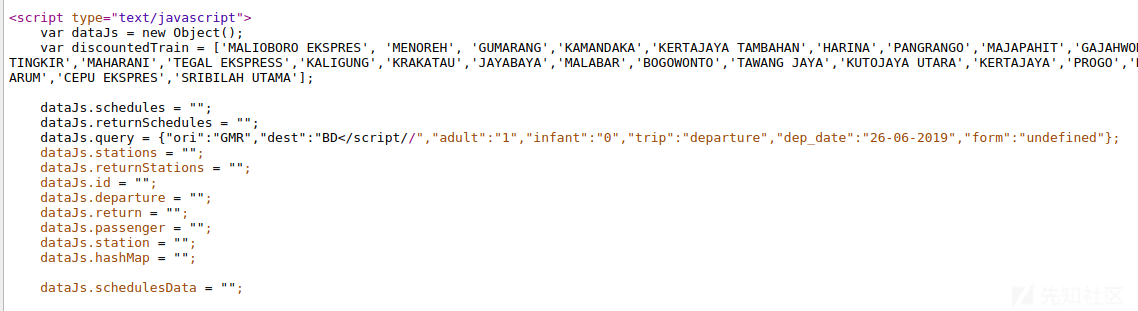 <script type="text/javascript">
var dataJs = new Object();
var discountedTrain = ['MALIOBORO EKSPRES', 'MENOREH', 'GUMARANG','KAMANDAKA','KERTAJAYA TAMBAHAN','HARINA','PANGRANGO','MAJAPAHIT','GAJAHWO
TINGKIR','MAHARANI','TEGAL EKSPRESS','KALIGUNG','KRAKATAU','JAYABAYA','MALABAR','BOGOWONTO','TAWANG JAYA','KUTOJAYA UTARA','KERTAJAYA','PROGO','
ARUM','CEPU EKSPRES','SRIBILAH UTAMA'];
dataJs.schedules = "";
dataJs.returnSchedules = "";
dataJs.query = {"ori":"GMR","dest":"BD</script//","adult":"1","infant":"0","trip":"departure","dep_date":"26-06-2019","form":"undefined"};
dataJs.stations = "";
dataJs.returnStations = "";
dataJs.id = "";
dataJs.departure = "";
dataJs.return = "";
dataJs.passenger = "";
dataJs.station = "";
dataJs.hashMap = "";
dataJs.schedulesData = "";
先知社区